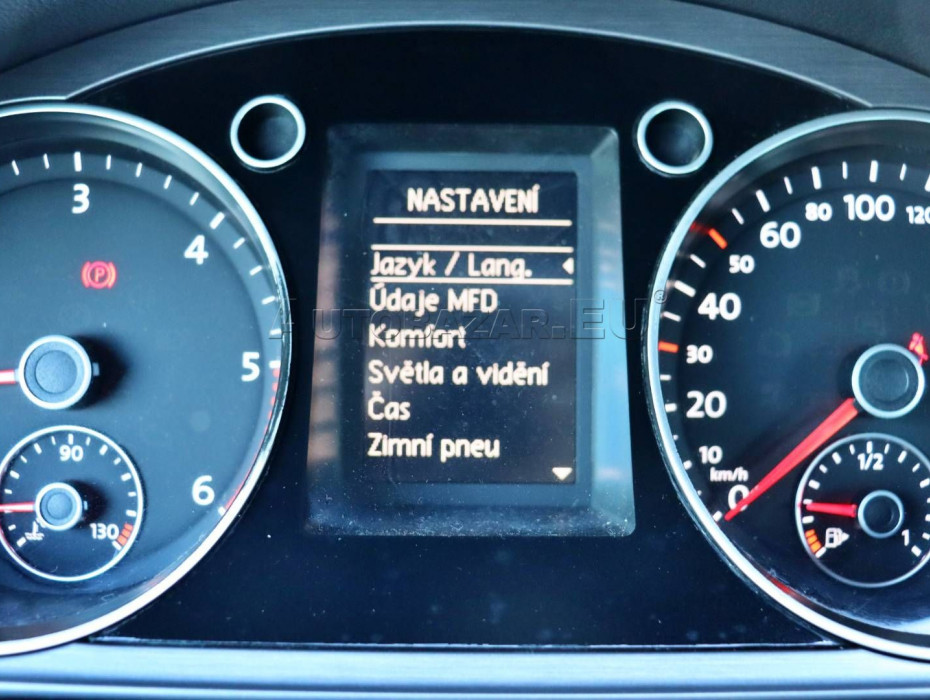 NASTAVENÍ
Jazyk / Lang.
Údaje MFD
Komfort
Světla a vidění
Čas
Zimní pneu
AUTOBAZAR.EU®
3
4
5
6
90
130
P
0
10
20
30
40
50
60
80
100
120
km/h
1/2
1